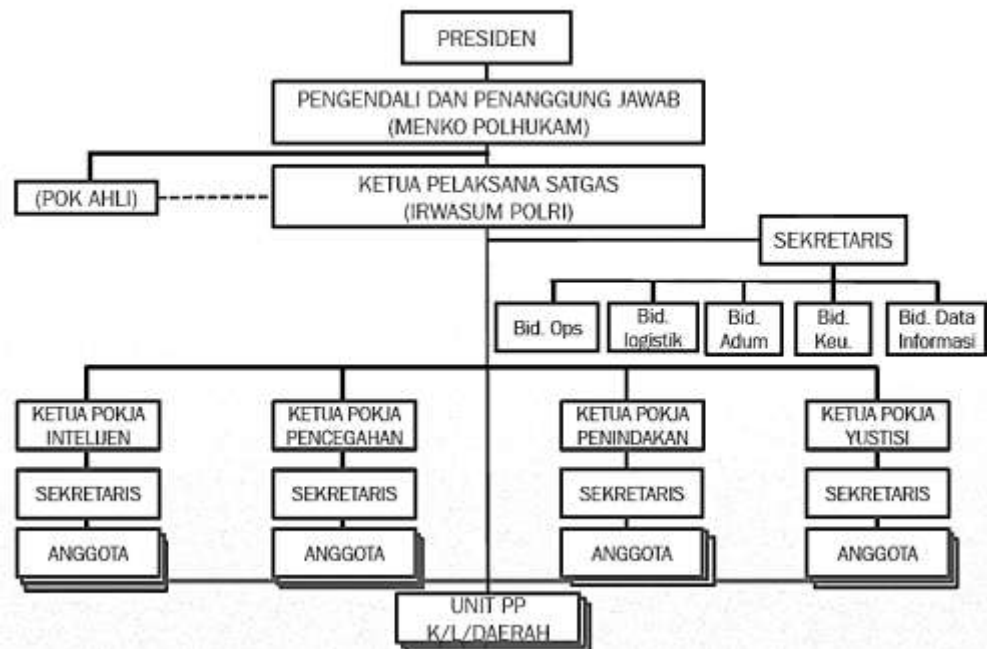 PRESIDEN
PENGENDALI DAN PENANGGUNG JAWAB
(MENKO POLHUKAM)
(POK AHLI)
KETUA PELAKSANA SATGAS
(IRWASUM POLRI)
SEKRETARIS
Bid. Ops
Bid.
logistik
Bid.
Adum
Bid.
Keu.
Bid. Data
Informasi
KETUA POKJA
INTELIJEN
KETUA POKJA
PENCEGAHAN
KETUA POKJA
PENINDAKAN
KETUA POKJA
YUSTISI
SEKRETARIS
SEKRETARIS
SEKRETARIS
SEKRETARIS
ANGGOTA
ANGGOTA
ANGGOTA
ANGGOTA
UNIT PP
K/L/DAERAH